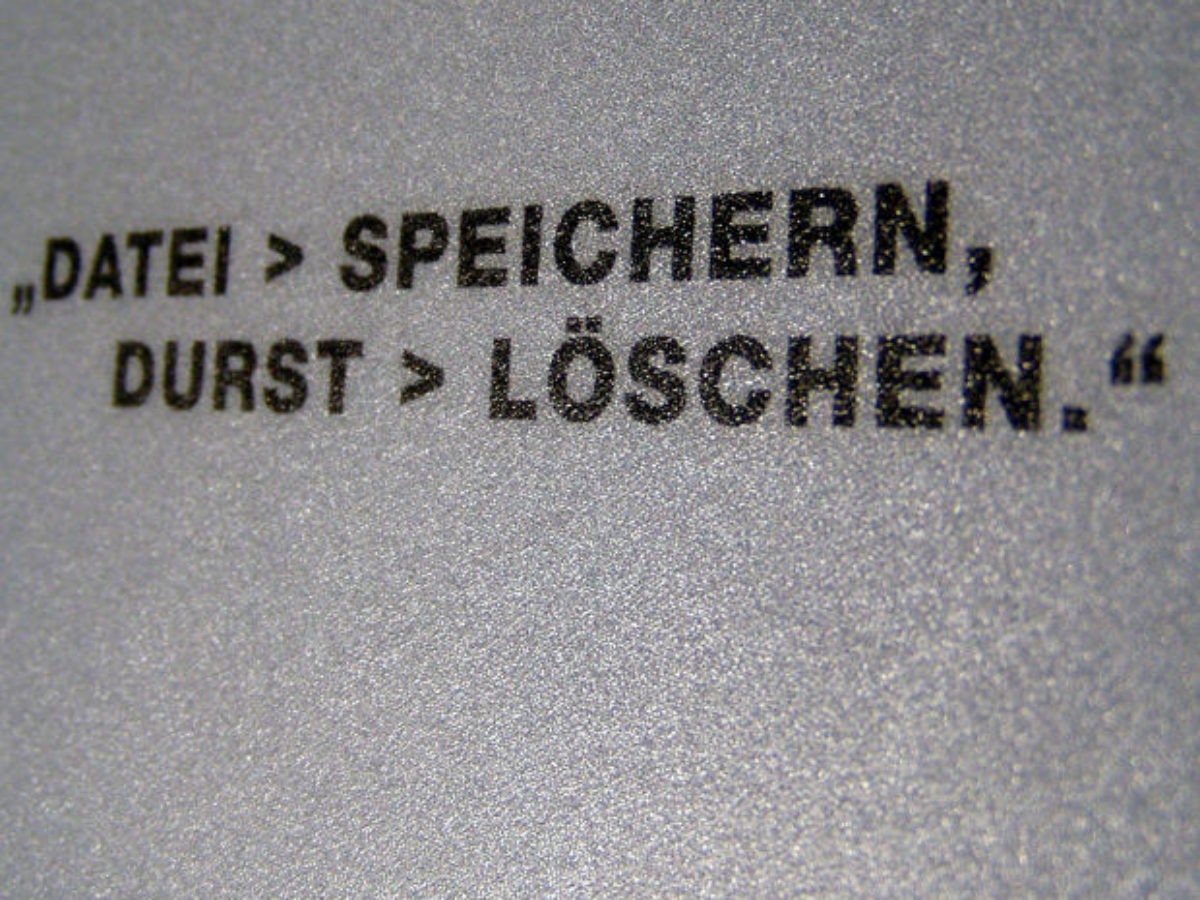 „DATEI > SPEICHERN,
DURST > LÖSCHEN.“